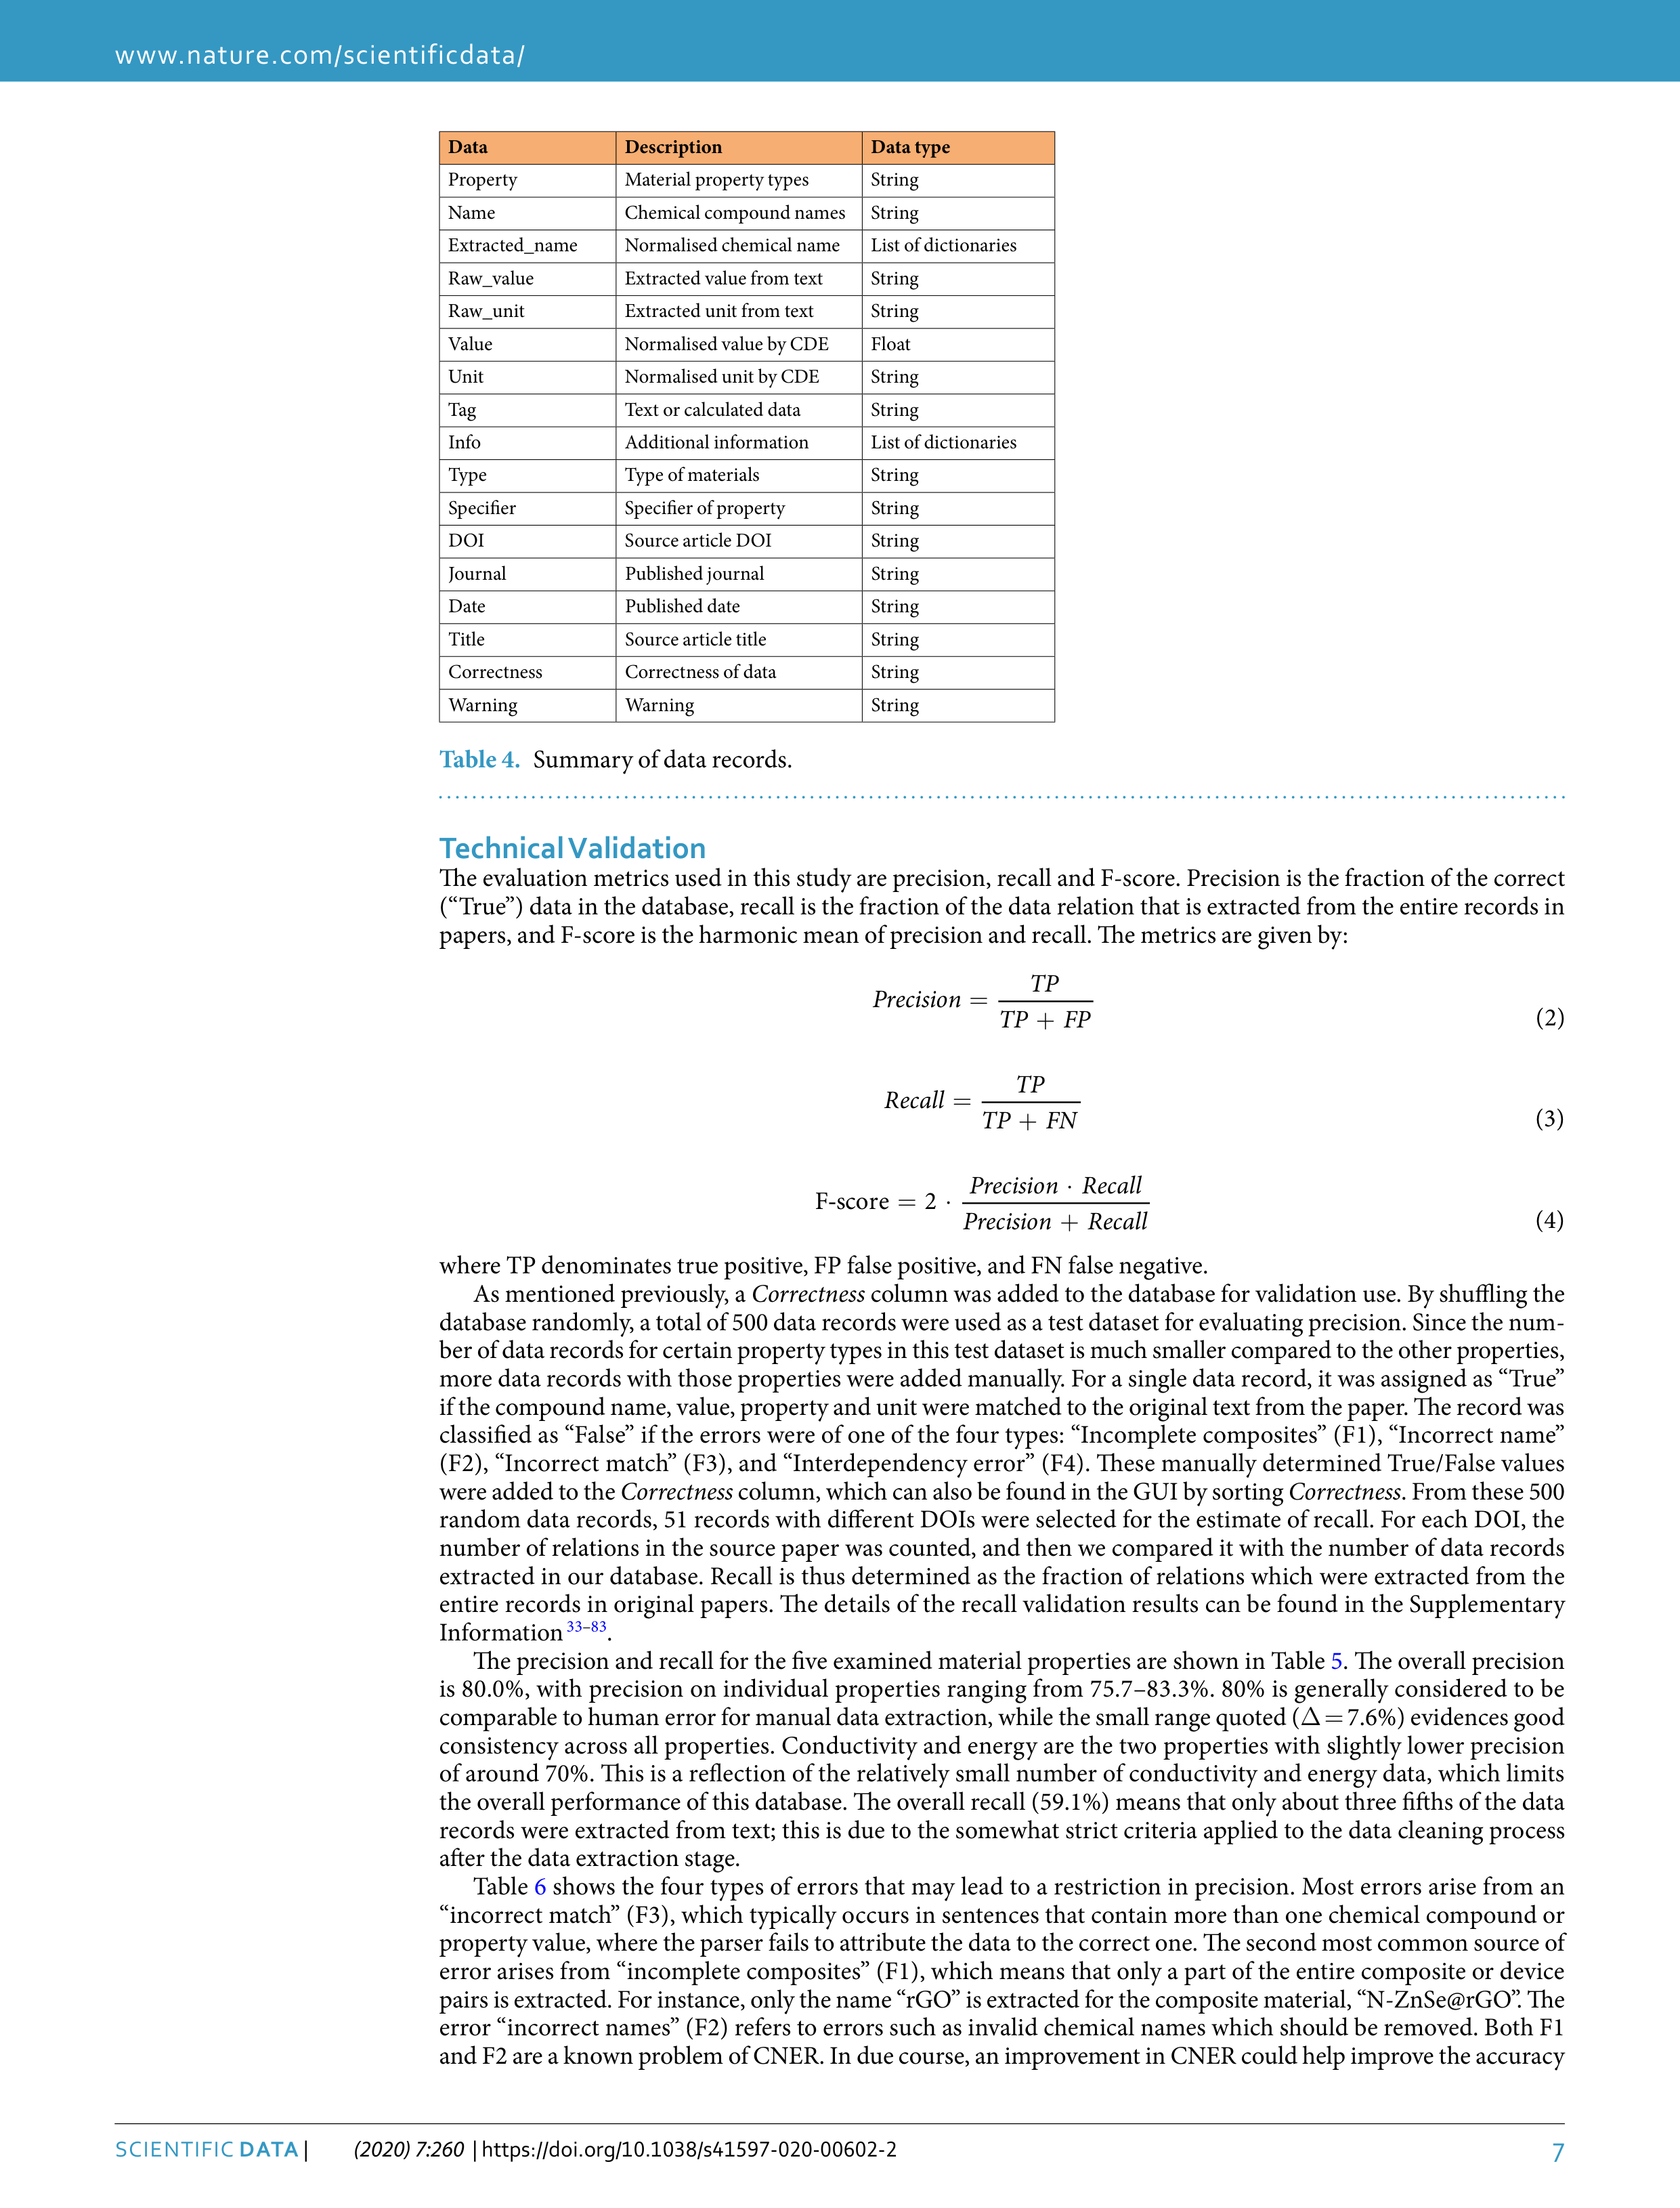 www.nature.com/scientificdata/
Data Description Data type
Property Material property types String
Name Chemical compound names String
Extracted_name Normalised chemical name List of dictionaries
Raw_value Extracted value from text String
Raw_unit Extracted unit from text String
Value Normalised value by CDE Float
Unit Normalised unit by CDE String
Tag Text or calculated data String
Info Additional information List of dictionaries
Type Type of materials String
Specifier Specifier of property String
DOI Source article DOI String
Journal Published journal String
Date Published date String
Title Source article title String
Correctness Correctness of data String
Warning Warning String
Table 4. Summary of data records.
Technical Validation
The evaluation metrics used in this study are precision, recall and F-score. Precision is the fraction of the correct
(“True”) data in the database, recall is the fraction of the data relation that is extracted from the entire records in
papers, and F-score is the harmonic mean of precision and recall. The metrics are given by:
Precision = TP / TP + FP (2)
Recall = TP / TP + FN (3)
F-score = 2 · Precision · Recall / Precision + Recall (4)
where TP denominates true positive, FP false positive, and FN false negative.
As mentioned previously, a Correctness column was added to the database for validation use. By shuffling the
database randomly, a total of 500 data records were used as a test dataset for evaluating precision. Since the num-
ber of data records for certain property types in this test dataset is much smaller compared to the other properties,
more data records with those properties were added manually. For a single data record, it was assigned as “True”
if the compound name, value, property and unit were matched to the original text from the paper. The record was
classified as “False” if the errors were of one of the four types: “Incomplete composites” (F1), “Incorrect name”
(F2), “Incorrect match” (F3), and “Interdependency error” (F4). These manually determined True/False values
were added to the Correctness column, which can also be found in the GUI by sorting Correctness. From these 500
random data records, 51 records with different DOIs were selected for the estimate of recall. For each DOI, the
number of relations in the source paper was counted, and then we compared it with the number of data records
extracted in our database. Recall is thus determined as the fraction of relations which were extracted from the
entire records in original papers. The details of the recall validation results can be found in the Supplementary
Information 33–83.
The precision and recall for the five examined material properties are shown in Table 5. The overall precision
is 80.0%, with precision on individual properties ranging from 75.7–83.3%. 80% is generally considered to be
comparable to human error for manual data extraction, while the small range quoted (Δ = 7.6%) evidences good
consistency across all properties. Conductivity and energy are the two properties with slightly lower precision
of around 70%. This is a reflection of the relatively small number of conductivity and energy data, which limits
the overall performance of this database. The overall recall (59.1%) means that only about three fifths of the data
records were extracted from text; this is due to the somewhat strict criteria applied to the data cleaning process
after the data extraction stage.
Table 6 shows the four types of errors that may lead to a restriction in precision. Most errors arise from an
“incorrect match” (F3), which typically occurs in sentences that contain more than one chemical compound or
property value, where the parser fails to attribute the data to the correct one. The second most common source of
error arises from “incomplete composites” (F1), which means that only a part of the entire composite or device
pairs is extracted. For instance, only the name “rGO” is extracted for the composite material, “N-ZnSe@rGO”. The
error “incorrect names” (F2) refers to errors such as invalid chemical names which should be removed. Both F1
and F2 are a known problem of CNER. In due course, an improvement in CNER could help improve the accuracy
SCIENTIFIC DATA | (2020) 7:260 | https://doi.org/10.1038/s41597-020-00602-2 7